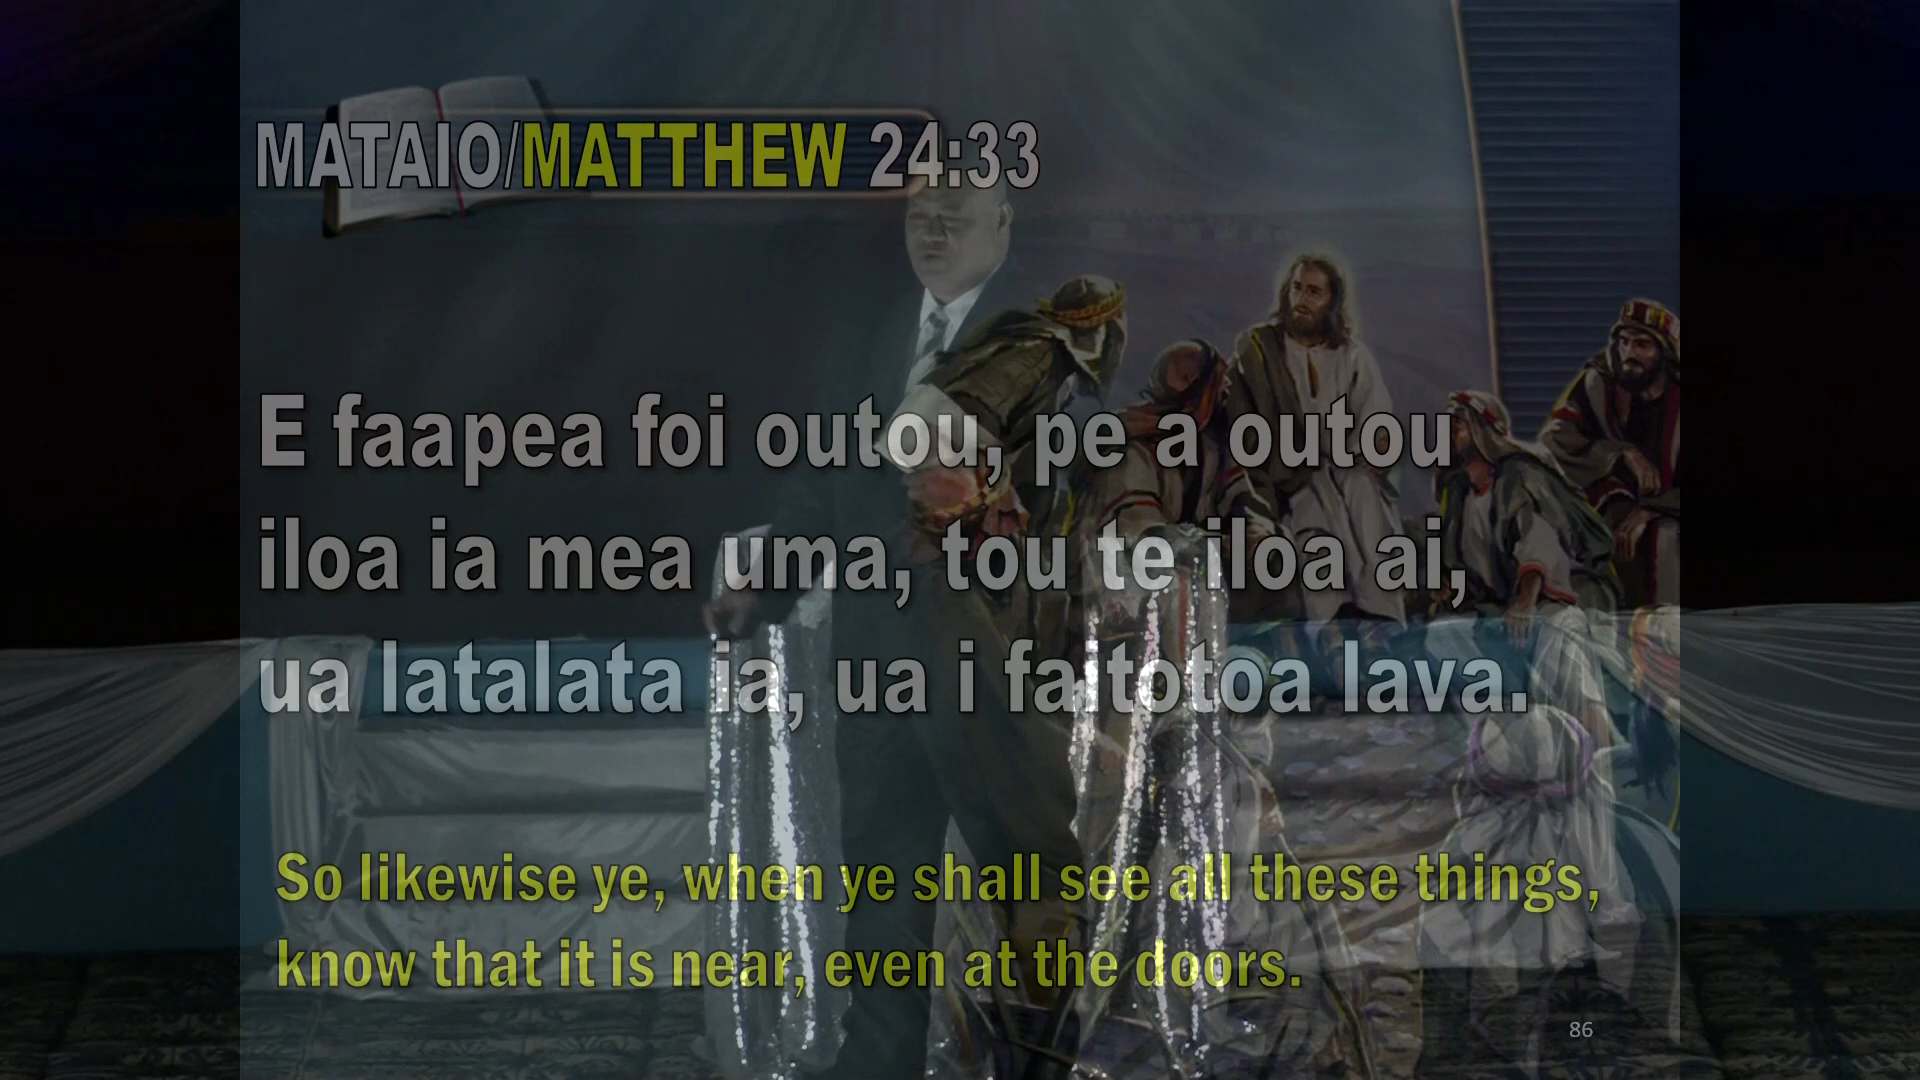 MATAIO/MATTHEW 24:33
E faapea foi outou, pe a outou
iloa ia mea uma, tou te iloa ai,
ua latalata ia, ua i faitotoa lava.
So likewise ye, when ye shall see all these things,
know that it is near, even at the doors.
86